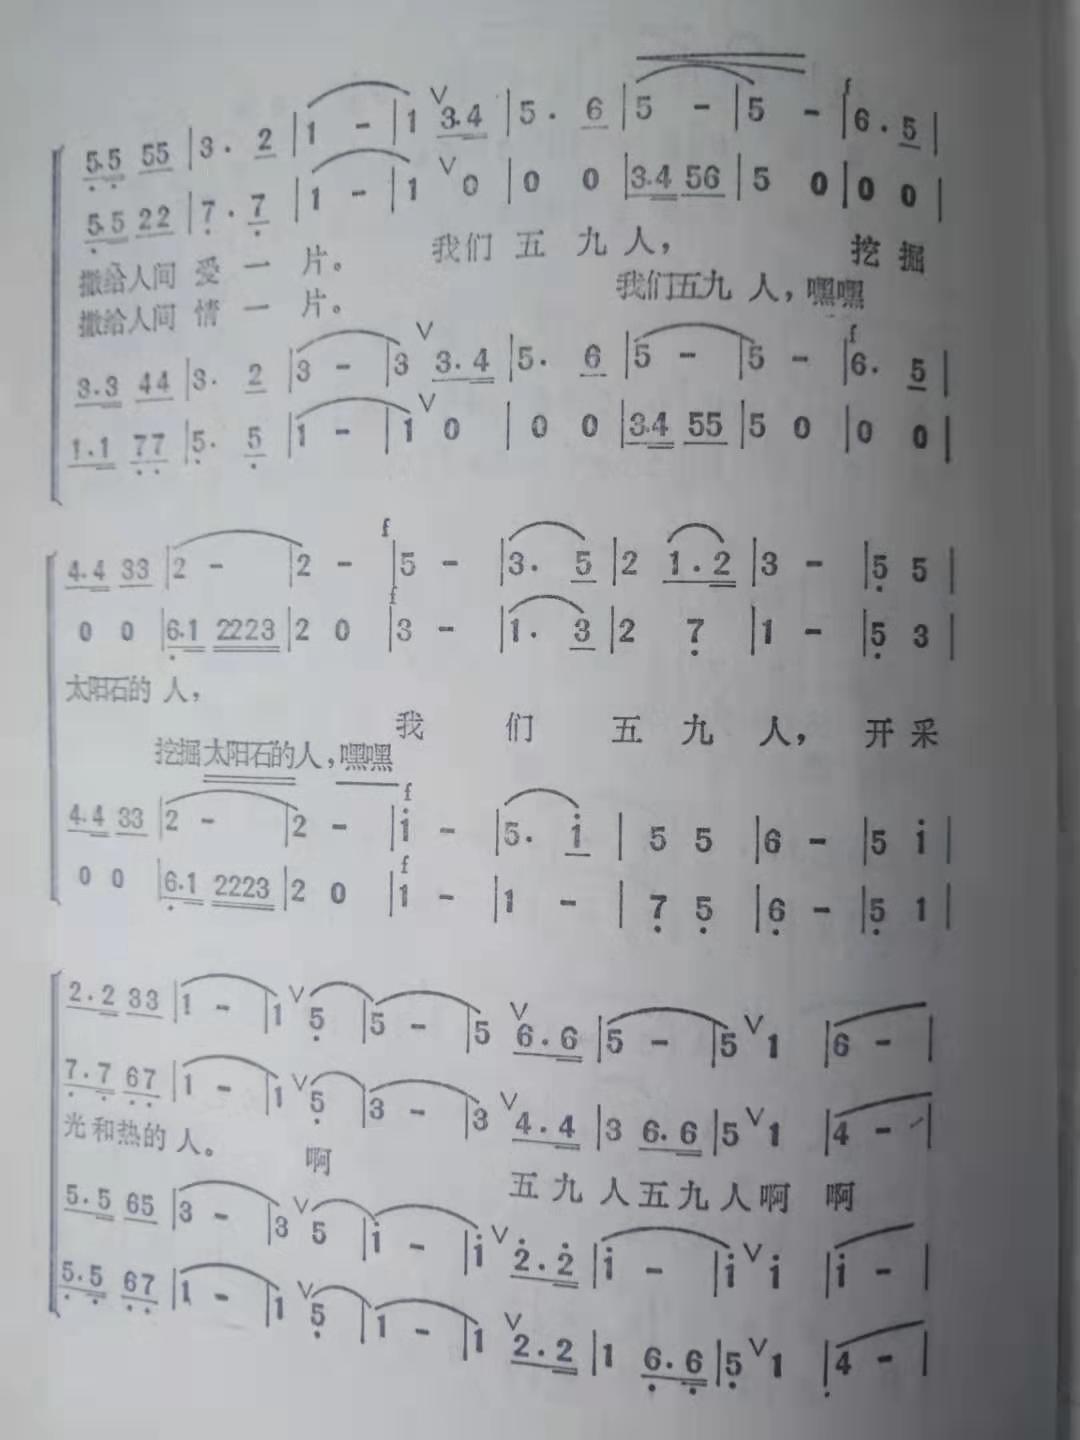 f
5.5 55 | 3. 2 | 1 - | 1 ∨ 3.4 | 5. 6 | 5 - | 5 - | 6. 5 |
5.5 22 | 7. 7 | 1 - | 1 ∨ 0 | 0 0 | 3.4 56 | 5 0 | 0 0 |
撒给人间 爱 一 片。 我们 五 九 人， 挖 掘
撒给人间 情 一 片。 我们五九 人，嘿嘿
f
3.3 44 | 3. 2 | 3 - | 3 ∨ 3.4 | 5. 6 | 5 - | 5 - | 6. 5 |
1.1 77 | 5. 5 | 1 - | 1 ∨ 0 | 0 0 | 3.4 55 | 5 0 | 0 0 |
f
4.4 33 | 2 - | 2 - | 5 - | 3. 5 | 2 1.2 | 3 - | 5 5 |
f
0 0 | 6.1 2223 | 2 0 | 3 - | 1. 3 | 2 7 | 1 - | 5 3 |
太阳石的 人，
我 们 五 九 人， 开 采
挖掘太阳石的人，嘿嘿
f
4.4 33 | 2 - | 2 - | 1 - | 5. 1 | 5 5 | 6 - | 5 1 |
f
0 0 | 6.1 2223 | 2 0 | 1 - | 1 - | 7 5 | 6 - | 5 1 |
2.2 33 | 1 - | 1 ∨ 5 | 5 - | 5 ∨ 6.6 | 5 - | 5 ∨ 1 | 6 - |
7.7 67 | 1 - | 1 ∨ 5 | 3 - | 3 ∨ 4.4 | 3 6.6 | 5 ∨ 1 | 4 - |
光和热的 人。 啊 五 九 人 五 九 人 啊 啊
5.5 65 | 3 - | 3 ∨ 5 | 1 - | 1 ∨ 2.2 | 1 - | 1 ∨ 1 | 1 - |
5.5 67 | 1 - | 1 ∨ 5 | 1 - | 1 ∨ 2.2 | 1 6.6 | 5 ∨ 1 | 4 - |